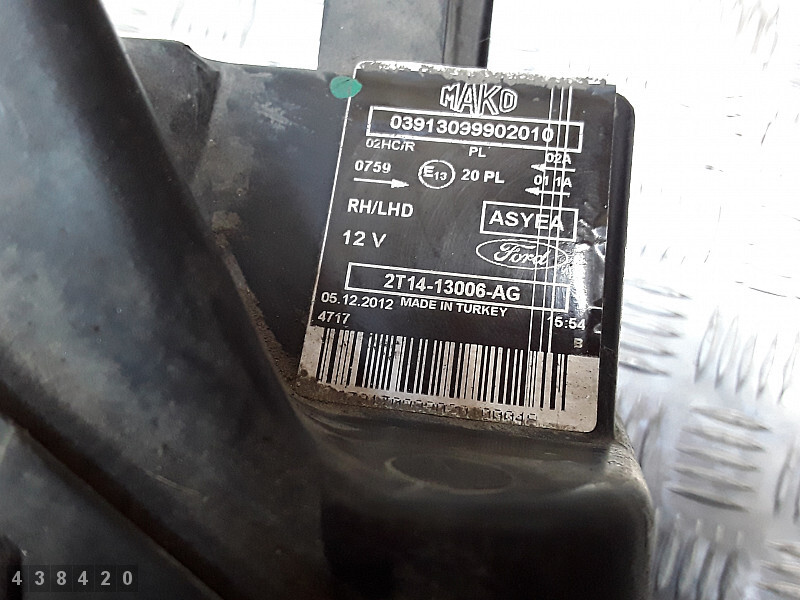 MAKO
03913099902010
02HC/R PL 02A
0759 E13 20 PL 01 1A
RH/LHD ASYEA
12 V Ford
2T14-13006-AG
05.12.2012 MADE IN TURKEY
4717 15:54
B
438420